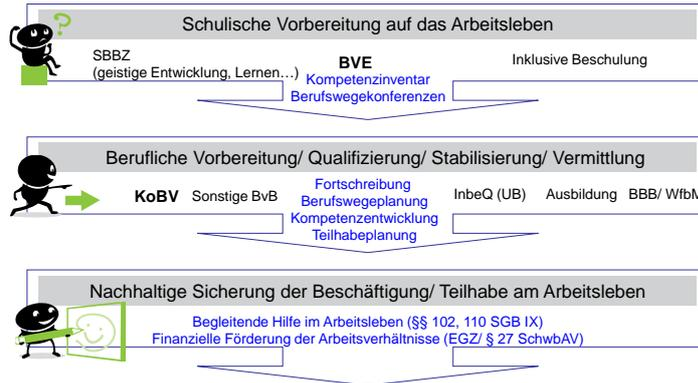 Schulische Vorbereitung auf das Arbeitsleben
SBBZ
(geistige Entwicklung, Lernen…)
BVE
Kompetenzinventar
Berufswegekonferenzen
Inklusive Beschulung
Berufliche Vorbereitung/ Qualifizierung/ Stabilisierung/ Vermittlung
KoBV
Sonstige BvB
Fortschreibung
Berufswegeplanung
Kompetenzentwicklung
Teilhabeplanung
InbeQ (UB)
Ausbildung
BBB/ WfbM
Nachhaltige Sicherung der Beschäftigung/ Teilhabe am Arbeitsleben
Begleitende Hilfe im Arbeitsleben (§§ 102, 110 SGB IX)
Finanzielle Förderung der Arbeitsverhältnisse (EGZ/ § 27 SchwbAV)